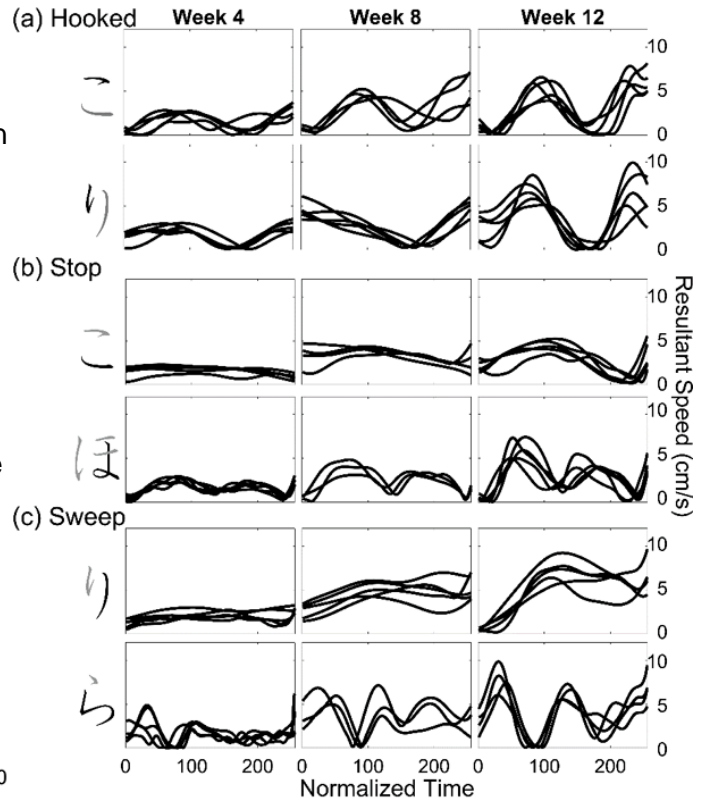 (a) Hooked Week 4 Week 8 Week 12
こ
10
5
0
り
10
5
0
(b) Stop
こ
10
5
0
ほ
10
5
0
(c) Sweep
り
10
5
0
ら
10
5
0
0 100 200 0 100 200 0 100 200
Normalized Time
Resultant Speed (cm/s)